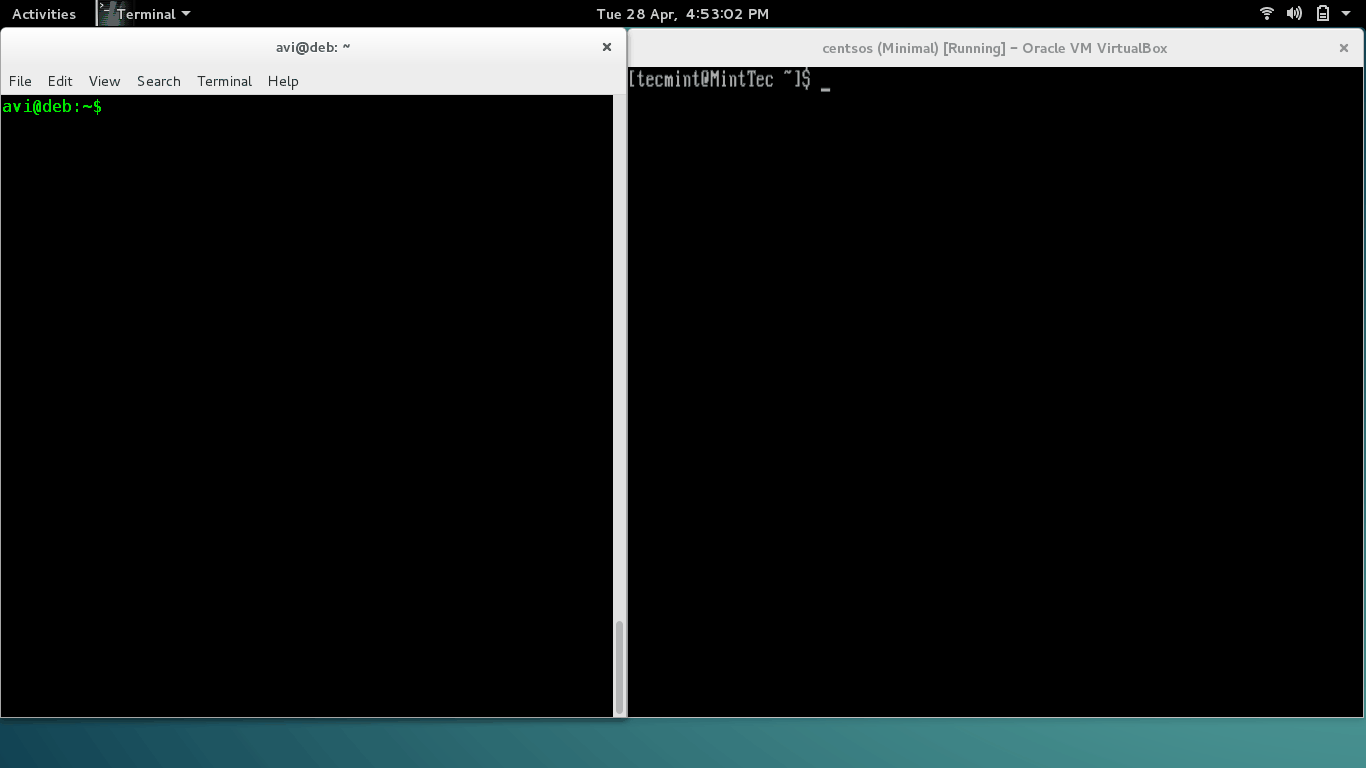 Activities Terminal Tue 28 Apr, 4:53:02 PM
avi@deb: ~ ×
centsos (Minimal) [Running] – Oracle VM VirtualBox ×
File Edit View Search Terminal Help
avi@deb:~$
[tecmint@MintTec ~]$ _